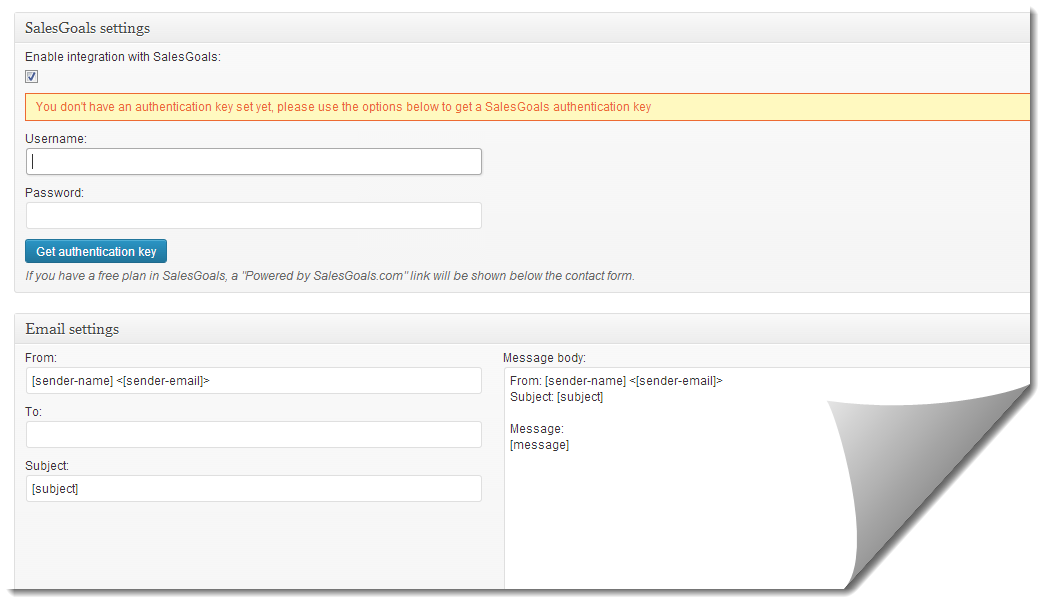 SalesGoals settings
Enable integration with SalesGoals:
You don't have an authentication key set yet, please use the options below to get a SalesGoals authentication key
Username:
Password:
Get authentication key
If you have a free plan in SalesGoals, a "Powered by SalesGoals.com" link will be shown below the contact form.
Email settings
From:
[sender-name] <[sender-email]>
To:
Subject:
[subject]
Message body:
From: [sender-name] <[sender-email]>
Subject: [subject]
Message:
[message]